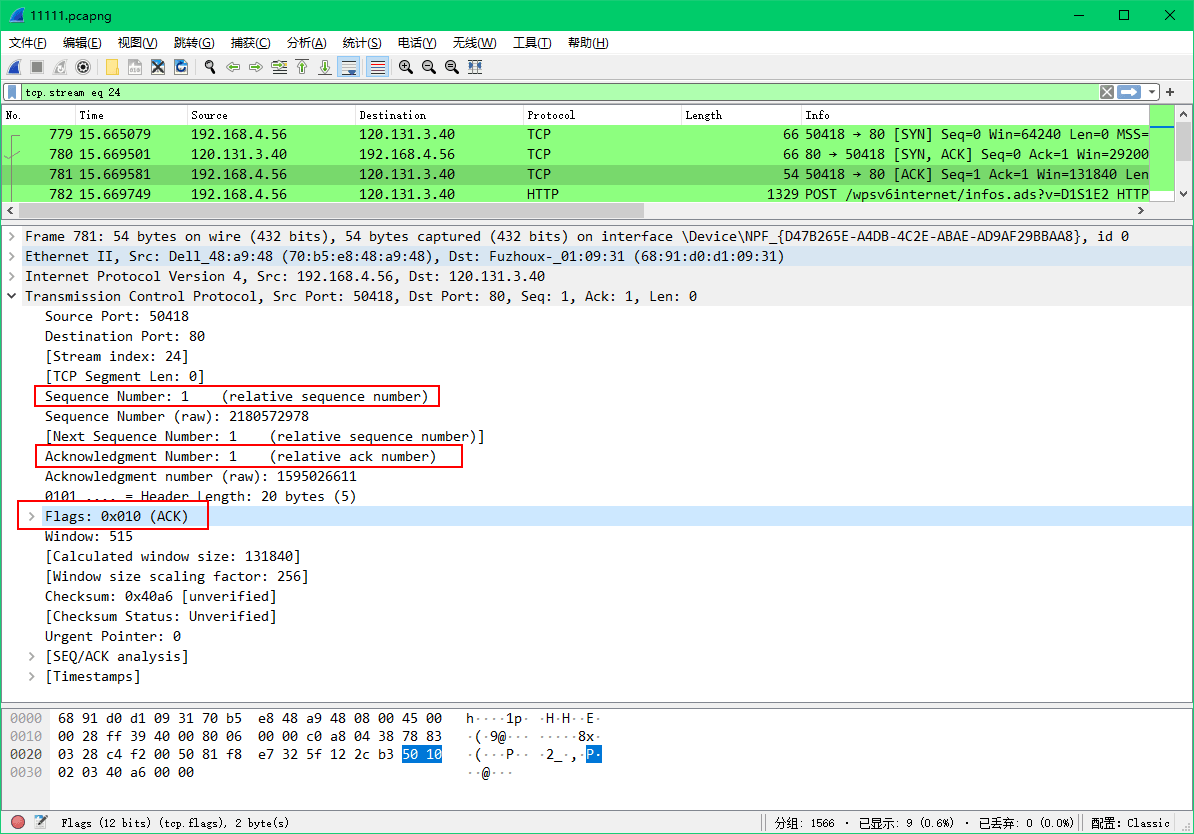 11111.pcapng
文件(F) 编辑(E) 视图(V) 跳转(G) 捕获(C) 分析(A) 统计(S) 电话(Y) 无线(W) 工具(T) 帮助(H)
tcp.stream eq 24
No. Time Source Destination Protocol Length Info
779 15.665079 192.168.4.56 120.131.3.40 TCP 66 50418 → 80 [SYN] Seq=0 Win=64240 Len=0 MSS=
780 15.669501 120.131.3.40 192.168.4.56 TCP 66 80 → 50418 [SYN, ACK] Seq=0 Ack=1 Win=29200
781 15.669581 192.168.4.56 120.131.3.40 TCP 54 50418 → 80 [ACK] Seq=1 Ack=1 Win=131840 Len
782 15.669749 192.168.4.56 120.131.3.40 HTTP 1329 POST /wpsv6internet/infos.ads?v=D1S1E2 HTTP
Frame 781: 54 bytes on wire (432 bits), 54 bytes captured (432 bits) on interface \Device\NPF_{D47B265E-A4DB-4C2E-ABAE-AD9AF29BBAA8}, id 0
Ethernet II, Src: Dell_48:a9:48 (70:b5:e8:48:a9:48), Dst: Fuzhoux-_01:09:31 (68:91:d0:d1:09:31)
Internet Protocol Version 4, Src: 192.168.4.56, Dst: 120.131.3.40
Transmission Control Protocol, Src Port: 50418, Dst Port: 80, Seq: 1, Ack: 1, Len: 0
Source Port: 50418
Destination Port: 80
[Stream index: 24]
[TCP Segment Len: 0]
Sequence Number: 1 (relative sequence number)
Sequence Number (raw): 2180572978
[Next Sequence Number: 1 (relative sequence number)]
Acknowledgment Number: 1 (relative ack number)
Acknowledgment number (raw): 1595026611
0101 .... = Header Length: 20 bytes (5)
Flags: 0x010 (ACK)
Window: 515
[Calculated window size: 131840]
[Window size scaling factor: 256]
Checksum: 0x40a6 [unverified]
[Checksum Status: Unverified]
Urgent Pointer: 0
[SEQ/ACK analysis]
[Timestamps]
0000 68 91 d0 d1 09 31 70 b5 e8 48 a9 48 08 00 45 00 h····1p· ·H·H··E·
0010 00 28 ff 39 40 00 80 06 00 00 c0 a8 04 38 78 83 ·(·9@··· ·····8x·
0020 03 28 c4 f2 00 50 81 f8 e7 32 5f 12 2c b3 50 10 ·(···P·· ·2_·,·P·
0030 02 03 40 a6 00 00 ··@···
Flags (12 bits) (tcp.flags), 2 byte(s) 分组: 1566 · 已显示: 9 (0.6%) · 已丢弃: 0 (0.0%) 配置: Classic